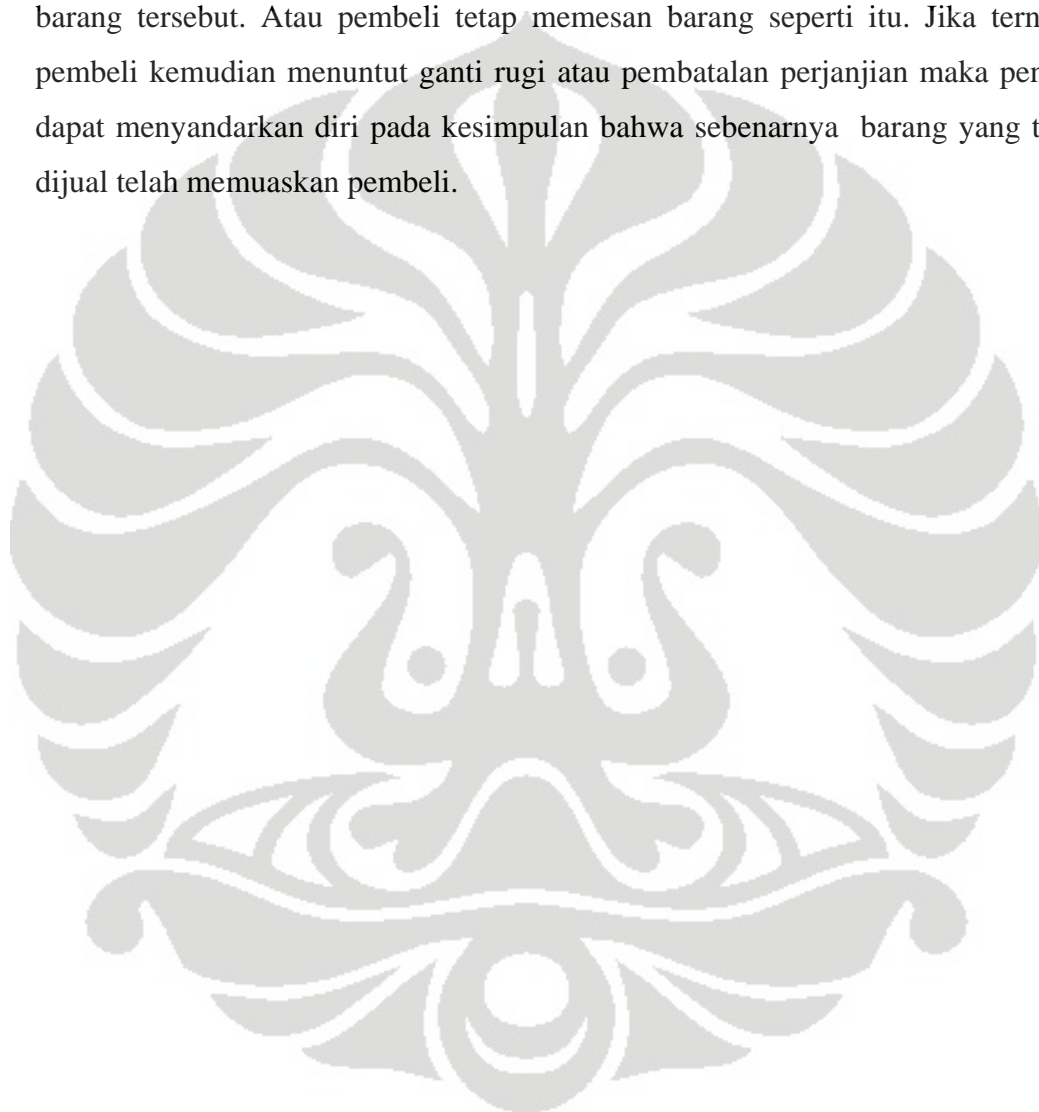 barang tersebut. Atau pembeli tetap memesan barang seperti itu. Jika tern
pembeli kemudian menuntut ganti rugi atau pembatalan perjanjian maka pen
dapat menyandarkan diri pada kesimpulan bahwa sebenarnya barang yang t
dijual telah memuaskan pembeli.